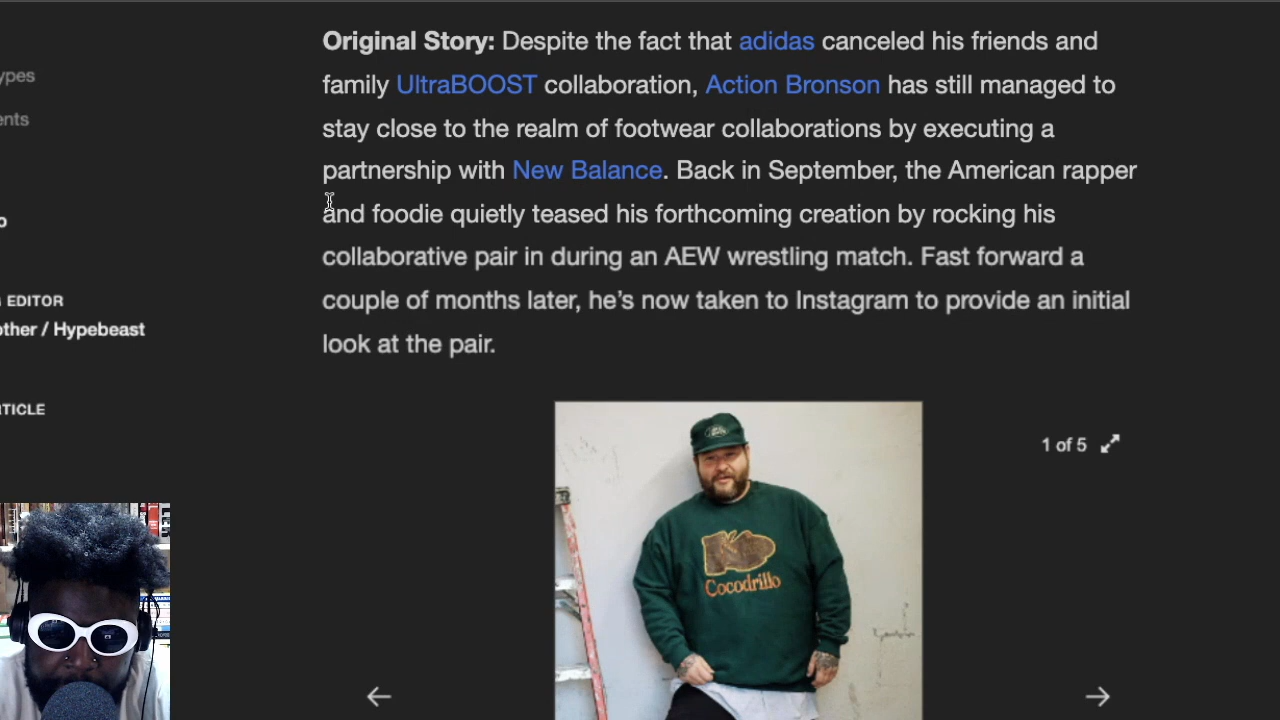 Original Story: Despite the fact that adidas canceled his friends and
family UltraBOOST collaboration, Action Bronson has still managed to
stay close to the realm of footwear collaborations by executing a
partnership with New Balance. Back in September, the American rapper
and foodie quietly teased his forthcoming creation by rocking his
collaborative pair in during an AEW wrestling match. Fast forward a
couple of months later, he’s now taken to Instagram to provide an initial
look at the pair.
ypes
ents
o
EDITOR
other / Hypebeast
TICLE
1 of 5
Cocodrillo